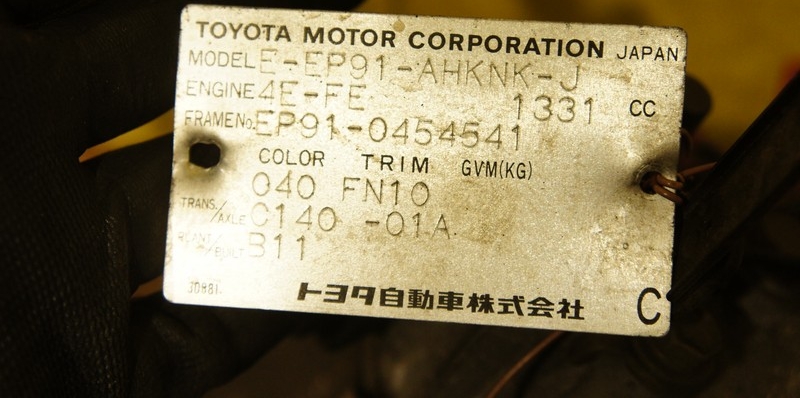 TOYOTA MOTOR CORPORATION JAPAN
MODEL E-EP91-AHKNK-J
ENGINE 4E-FE 1331 CC
FRAME No. EP91-0454541
COLOR TRIM GVM(KG)
040 FN10
TRANS./AXLE C140 -01A
PLANT/BUILT B11
30881
トヨタ自動車株式会社 C